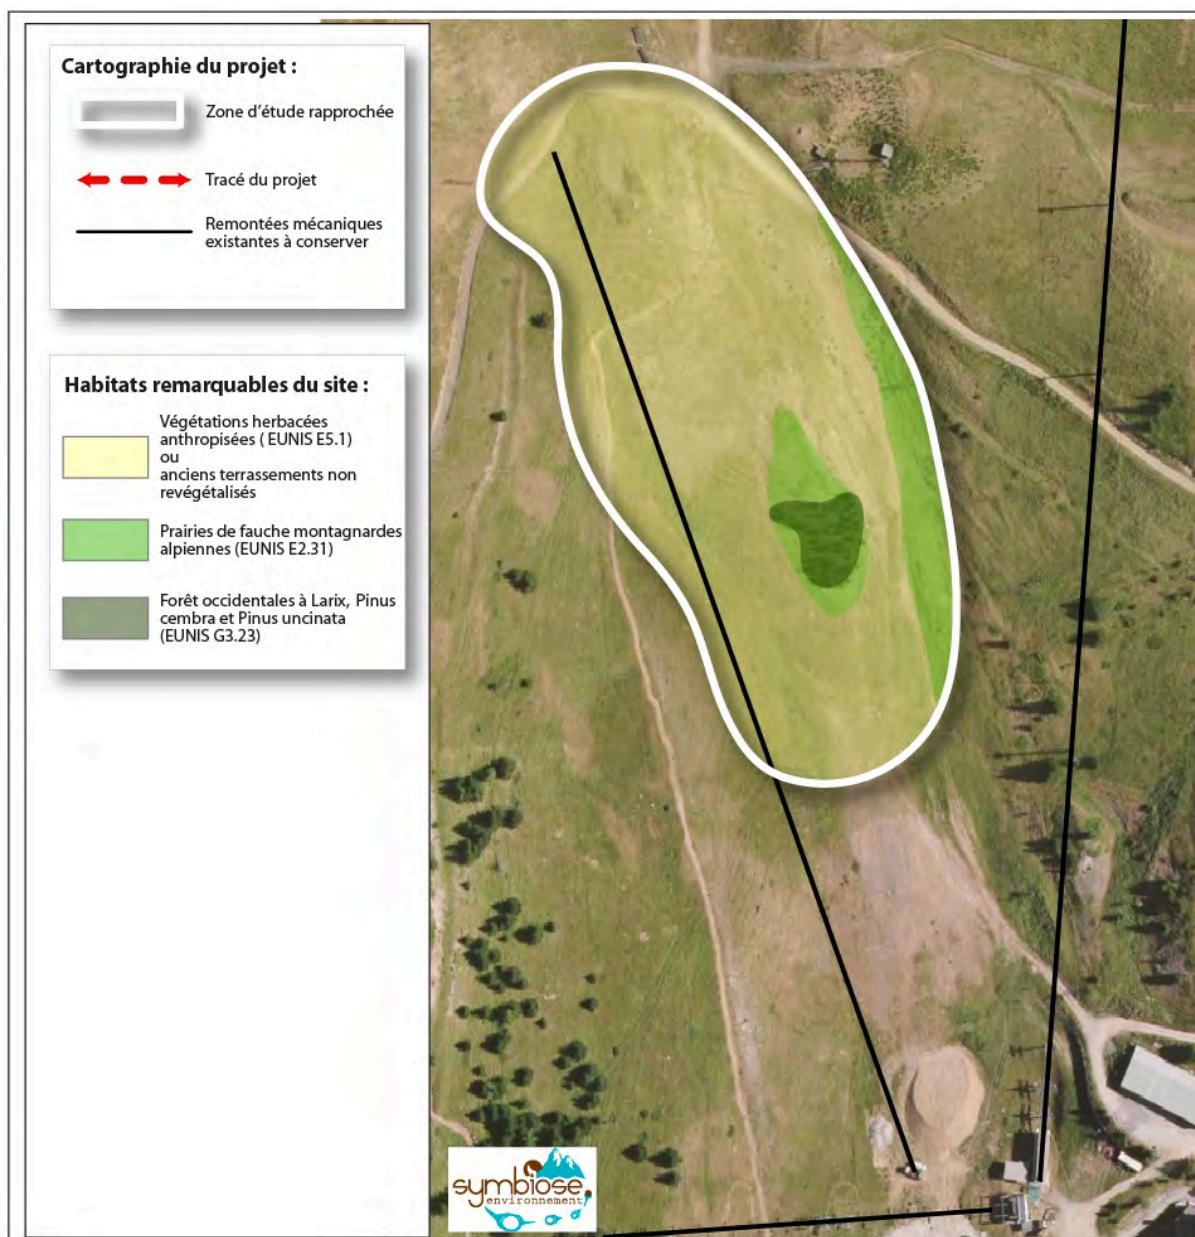 Cartographie du projet :
Zone d'étude rapprochée
Tracé du projet
Remontées mécaniques
existantes à conserver
Habitats remarquables du site :
Végétations herbacées
anthropisées ( EUNIS E5.1)
ou
anciens terrassements non
revégétalisés
Prairies de fauche montagnardes
alpiennes (EUNIS E2.31)
Forêt occidentales à Larix, Pinus
cembra et Pinus uncinata
(EUNIS G3.23)
symbiose
environnement